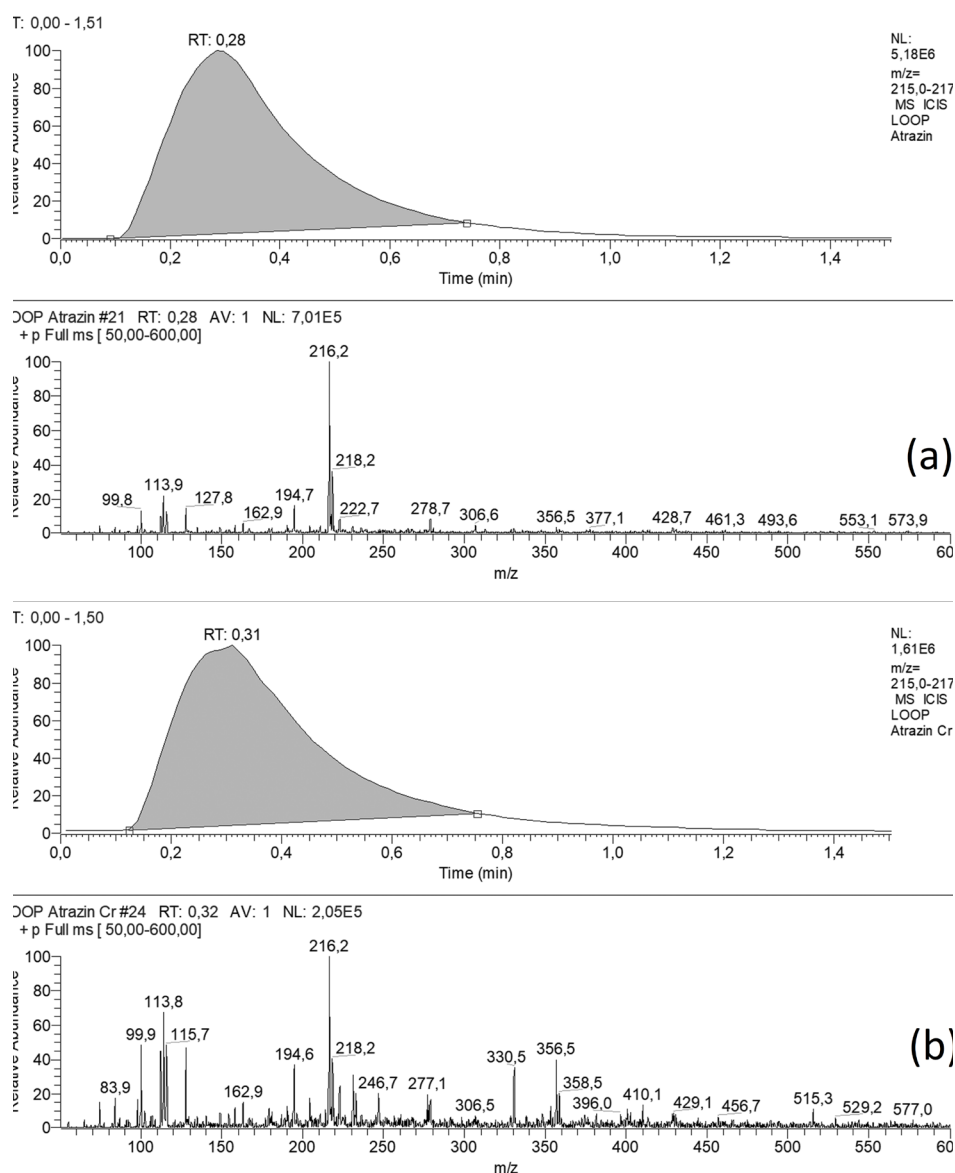 T: 0,00 - 1,51
RT: 0,28
NL:
5,18E6
m/z=
215,0-217
MS ICIS
LOOP
Atrazin
100
80
60
40
20
0
Relative Abundance
0,0 0,2 0,4 0,6 0,8 1,0 1,2 1,4
Time (min)
OOP Atrazin #21 RT: 0,28 AV: 1 NL: 7,01E5
+ p Full ms [ 50,00-600,00]
216,2
100
80
60
40
20
0
Relative Abundance
218,2
(a)
99,8 113,9 127,8 162,9 194,7 222,7 278,7 306,6 356,5 377,1 428,7 461,3 493,6 553,1 573,9
100 150 200 250 300 350 400 450 500 550 60
m/z
T: 0,00 - 1,50
RT: 0,31
NL:
1,61E6
m/z=
215,0-217
MS ICIS
LOOP
Atrazin Cr
100
80
60
40
20
0
Relative Abundance
0,0 0,2 0,4 0,6 0,8 1,0 1,2 1,4
Time (min)
OOP Atrazin Cr #24 RT: 0,32 AV: 1 NL: 2,05E5
+ p Full ms [ 50,00-600,00]
216,2
100
80
60
40
20
0
Relative Abundance
113,8
99,9 115,7
194,6 218,2
83,9 162,9 246,7 277,1 306,5 330,5 356,5 358,5 396,0 410,1 429,1 456,7 515,3 529,2 577,0
(b)
100 150 200 250 300 350 400 450 500 550 60
m/z